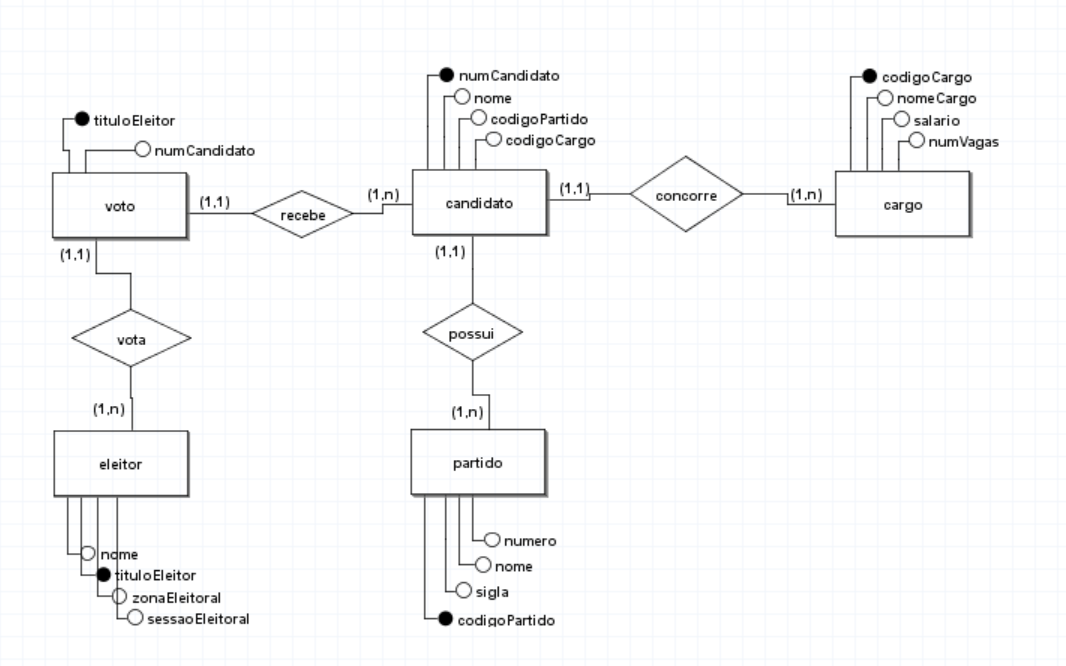 numCandidato
nome
codigoPartido
codigoCargo
codigoCargo
nomeCargo
salario
numVagas
tituloEleitor
numCandidato
voto
(1,1)
recebe
(1,n)
candidato
(1,1)
concorre
(1,n)
cargo
(1,1)
vota
(1,n)
eleitor
nome
tituloEleitor
zonaEleitoral
sessaoEleitoral
(1,1)
possui
(1,n)
partido
numero
nome
sigla
codigoPartido